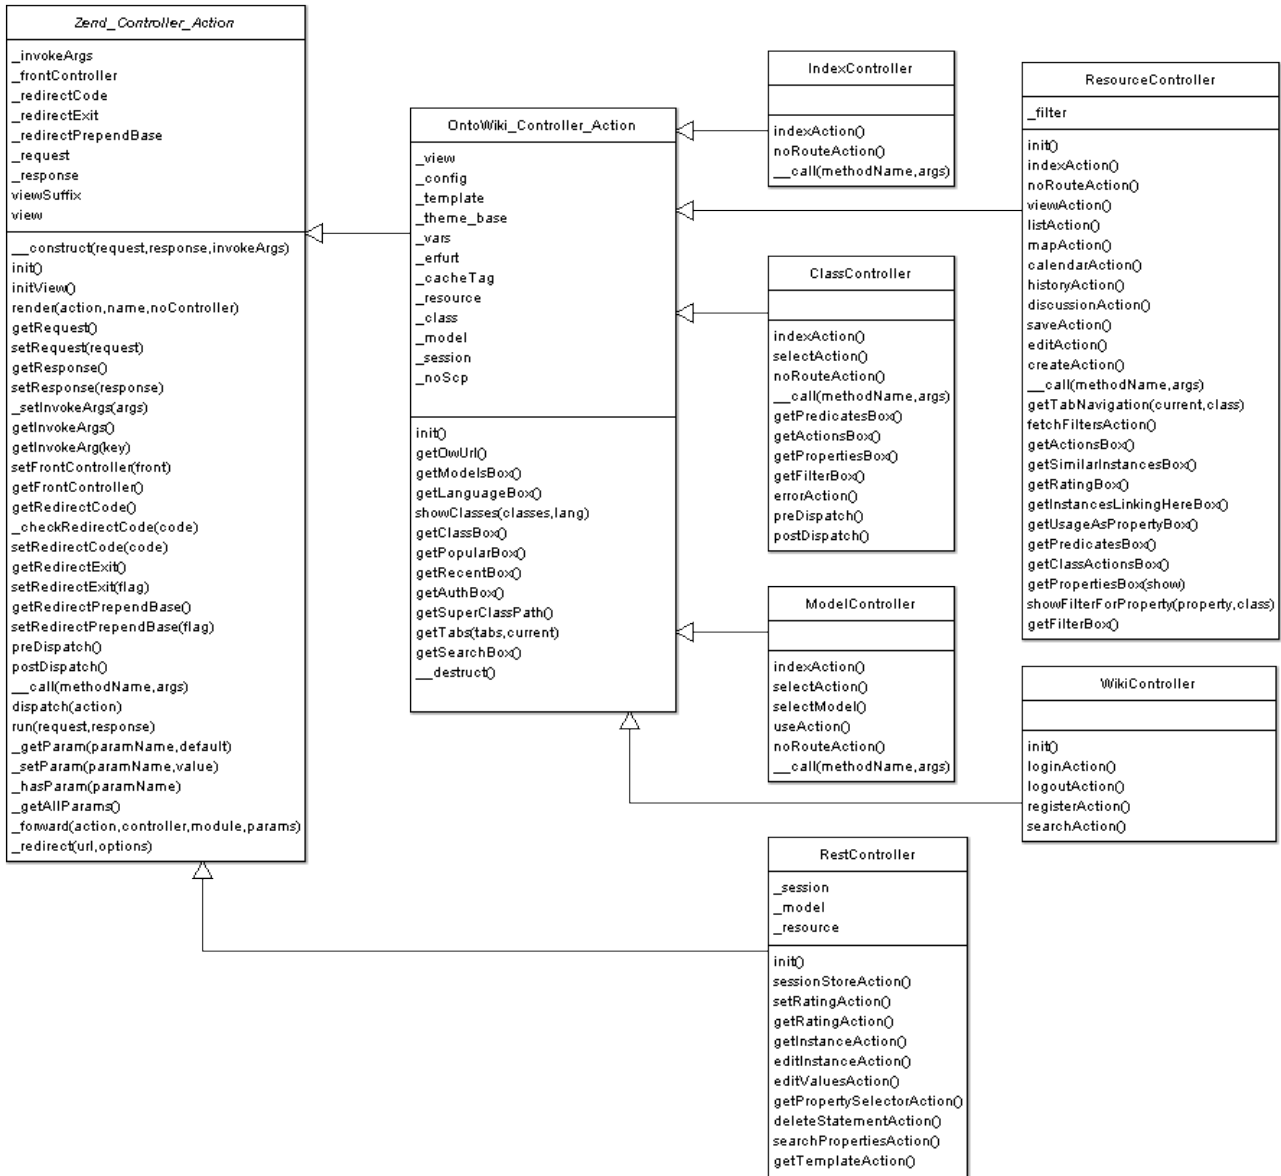 Zend_Controller_Action
_invokeArgs
_frontController
_redirectCode
_redirectExit
_redirectPrependBase
_request
_response
viewSuffix
view
__construct(request,response,invokeArgs)
init()
initView()
render(action,name,noController)
getRequest()
setRequest(request)
getResponse()
setResponse(response)
_setInvokeArgs(args)
getInvokeArgs()
getInvokeArg(key)
setFrontController(front)
getFrontController()
getRedirectCode()
_checkRedirectCode(code)
setRedirectCode(code)
getRedirectExit()
setRedirectExit(flag)
getRedirectPrependBase()
setRedirectPrependBase(flag)
preDispatch()
postDispatch()
__call(methodName,args)
dispatch(action)
run(request,response)
_getParam(paramName,default)
_setParam(paramName,value)
_hasParam(paramName)
_getAllParams()
_forward(action,controller,module,params)
_redirect(url,options)
OntoWiki_Controller_Action
_view
_config
_template
_theme_base
_vars
_erfurt
_cacheTag
_resource
_class
_model
_session
_noScp
init()
getOwUrl()
getModelsBox()
getLanguageBox()
showClasses(classes,lang)
getClassBox()
getPopularBox()
getRecentBox()
getAuthBox()
getSuperClassPath()
getTabs(tabs,current)
getSearchBox()
__destruct()
IndexController
indexAction()
noRouteAction()
__call(methodName,args)
ClassController
indexAction()
selectAction()
noRouteAction()
__call(methodName,args)
getPredicatesBox()
getActionsBox()
getPropertiesBox()
getFilterBox()
errorAction()
preDispatch()
postDispatch()
ModelController
indexAction()
selectAction()
selectModel()
useAction()
noRouteAction()
__call(methodName,args)
RestController
_session
_model
_resource
init()
sessionStoreAction()
setRatingAction()
getRatingAction()
getInstanceAction()
editInstanceAction()
editValuesAction()
getPropertySelectorAction()
deleteStatementAction()
searchPropertiesAction()
getTemplateAction()
ResourceController
_filter
init()
indexAction()
noRouteAction()
viewAction()
listAction()
mapAction()
calendarAction()
historyAction()
discussionAction()
saveAction()
editAction()
createAction()
__call(methodName,args)
getTabNavigation(current,class)
fetchFiltersAction()
getActionsBox()
getSimilarInstancesBox()
getRatingBox()
getInstancesLinkingHereBox()
getUsageAsPropertyBox()
getPredicatesBox()
getClassActionsBox()
getPropertiesBox(show)
showFilterForProperty(property,class)
getFilterBox()
WikiController
init()
loginAction()
logoutAction()
registerAction()
searchAction()